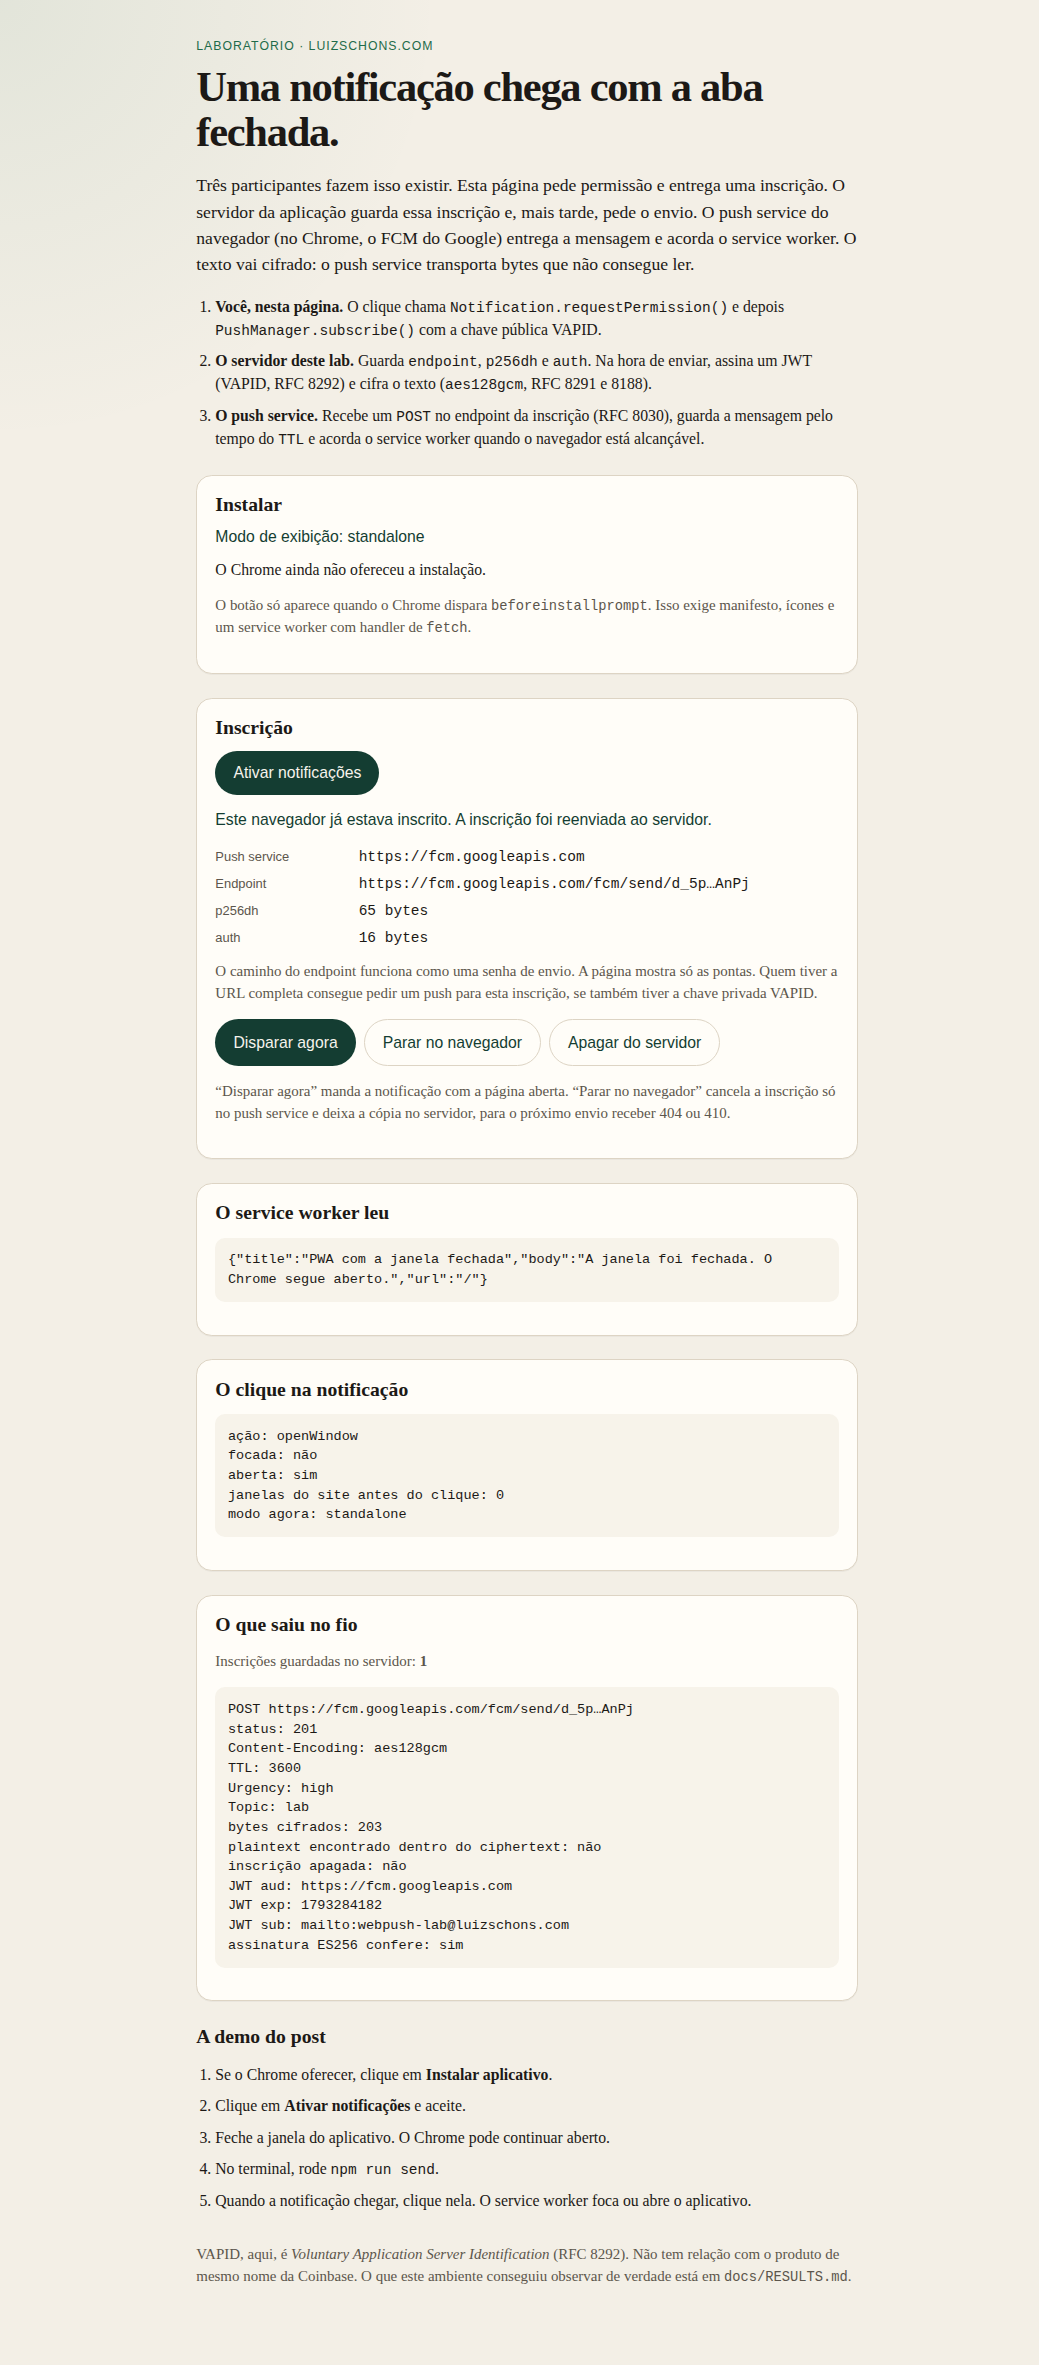 LABORATÓRIO · LUIZSCHONS.COM
Uma notificação chega com a aba
fechada.
Três participantes fazem isso existir. Esta página pede permissão e entrega uma inscrição. O
servidor da aplicação guarda essa inscrição e, mais tarde, pede o envio. O push service do
navegador (no Chrome, o FCM do Google) entrega a mensagem e acorda o service worker. O
texto vai cifrado: o push service transporta bytes que não consegue ler.
1. Você, nesta página. O clique chama Notification.requestPermission() e depois
PushManager.subscribe() com a chave pública VAPID.
2. O servidor deste lab. Guarda endpoint, p256dh e auth. Na hora de enviar, assina um JWT
(VAPID, RFC 8292) e cifra o texto (aes128gcm, RFC 8291 e 8188).
3. O push service. Recebe um POST no endpoint da inscrição (RFC 8030), guarda a mensagem pelo
tempo do TTL e acorda o service worker quando o navegador está alcançável.
Instalar
Modo de exibição: standalone
O Chrome ainda não ofereceu a instalação.
O botão só aparece quando o Chrome dispara beforeinstallprompt. Isso exige manifesto, ícones e
um service worker com handler de fetch.
Inscrição
Ativar notificações
Este navegador já estava inscrito. A inscrição foi reenviada ao servidor.
Push service https://fcm.googleapis.com
Endpoint https://fcm.googleapis.com/fcm/send/d_5p…AnPj
p256dh 65 bytes
auth 16 bytes
O caminho do endpoint funciona como uma senha de envio. A página mostra só as pontas. Quem tiver a
URL completa consegue pedir um push para esta inscrição, se também tiver a chave privada VAPID.
Disparar agora Parar no navegador Apagar do servidor
“Disparar agora” manda a notificação com a página aberta. “Parar no navegador” cancela a inscrição só
no push service e deixa a cópia no servidor, para o próximo envio receber 404 ou 410.
O service worker leu
{"title":"PWA com a janela fechada","body":"A janela foi fechada. O
Chrome segue aberto.","url":"/"}
O clique na notificação
ação: openWindow
focada: não
aberta: sim
janelas do site antes do clique: 0
modo agora: standalone
O que saiu no fio
Inscrições guardadas no servidor: 1
POST https://fcm.googleapis.com/fcm/send/d_5p…AnPj
status: 201
Content-Encoding: aes128gcm
TTL: 3600
Urgency: high
Topic: lab
bytes cifrados: 203
plaintext encontrado dentro do ciphertext: não
inscrição apagada: não
JWT aud: https://fcm.googleapis.com
JWT exp: 1793284182
JWT sub: mailto:webpush-lab@luizschons.com
assinatura ES256 confere: sim
A demo do post
1. Se o Chrome oferecer, clique em Instalar aplicativo.
2. Clique em Ativar notificações e aceite.
3. Feche a janela do aplicativo. O Chrome pode continuar aberto.
4. No terminal, rode npm run send.
5. Quando a notificação chegar, clique nela. O service worker foca ou abre o aplicativo.
VAPID, aqui, é Voluntary Application Server Identification (RFC 8292). Não tem relação com o produto de
mesmo nome da Coinbase. O que este ambiente conseguiu observar de verdade está em docs/RESULTS.md.